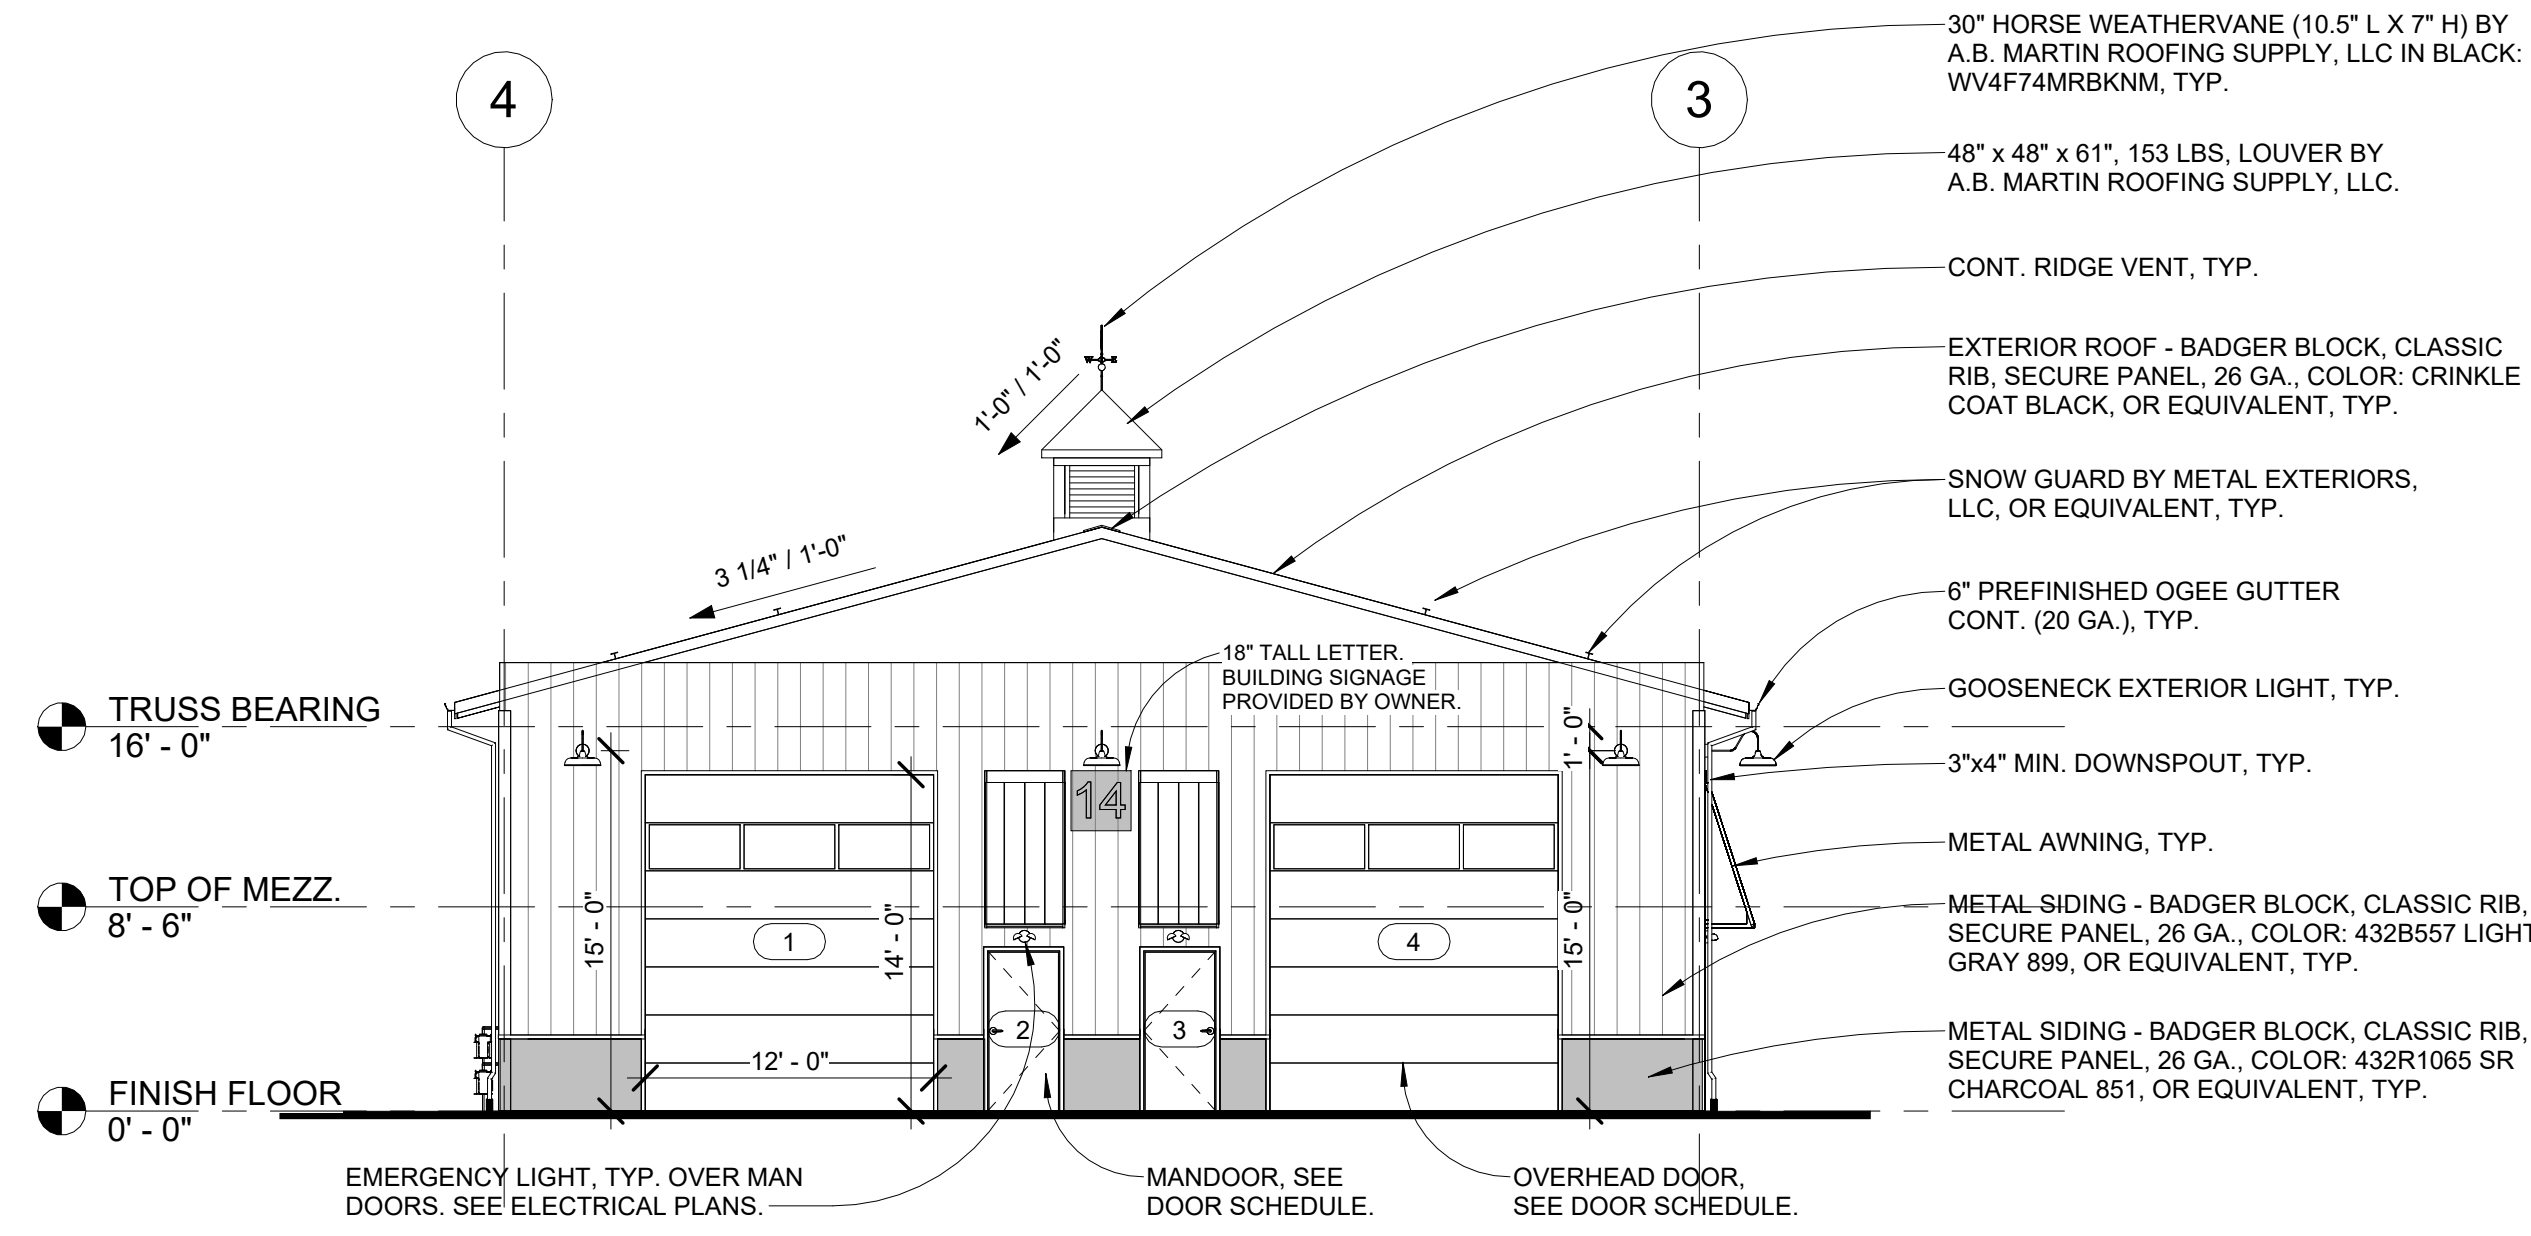 30" HORSE WEATHERVANE (10.5" L X 7" H) BY
A.B. MARTIN ROOFING SUPPLY, LLC IN BLACK:
WV4F74MRBKNM, TYP.
4
3
48" x 48" x 61", 153 LBS, LOUVER BY
A.B. MARTIN ROOFING SUPPLY, LLC.
CONT. RIDGE VENT, TYP.
W E
1'-0" / 1'-0"
EXTERIOR ROOF - BADGER BLOCK, CLASSIC
RIB, SECURE PANEL, 26 GA., COLOR: CRINKLE
COAT BLACK, OR EQUIVALENT, TYP.
SNOW GUARD BY METAL EXTERIORS,
LLC, OR EQUIVALENT, TYP.
3 1/4" / 1'-0"
6" PREFINISHED OGEE GUTTER
CONT. (20 GA.), TYP.
18" TALL LETTER.
BUILDING SIGNAGE
PROVIDED BY OWNER.
GOOSENECK EXTERIOR LIGHT, TYP.
TRUSS BEARING
16' - 0"
1' - 0"
3"x4" MIN. DOWNSPOUT, TYP.
14
METAL AWNING, TYP.
TOP OF MEZZ.
8' - 6"
METAL SIDING - BADGER BLOCK, CLASSIC RIB,
SECURE PANEL, 26 GA., COLOR: 432B557 LIGHT
GRAY 899, OR EQUIVALENT, TYP.
15' - 0"
1
14' - 0"
4
15' - 0"
2
3
METAL SIDING - BADGER BLOCK, CLASSIC RIB,
SECURE PANEL, 26 GA., COLOR: 432R1065 SR
CHARCOAL 851, OR EQUIVALENT, TYP.
12' - 0"
FINISH FLOOR
0' - 0"
EMERGENCY LIGHT, TYP. OVER MAN
DOORS. SEE ELECTRICAL PLANS.
MANDOOR, SEE
DOOR SCHEDULE.
OVERHEAD DOOR,
SEE DOOR SCHEDULE.